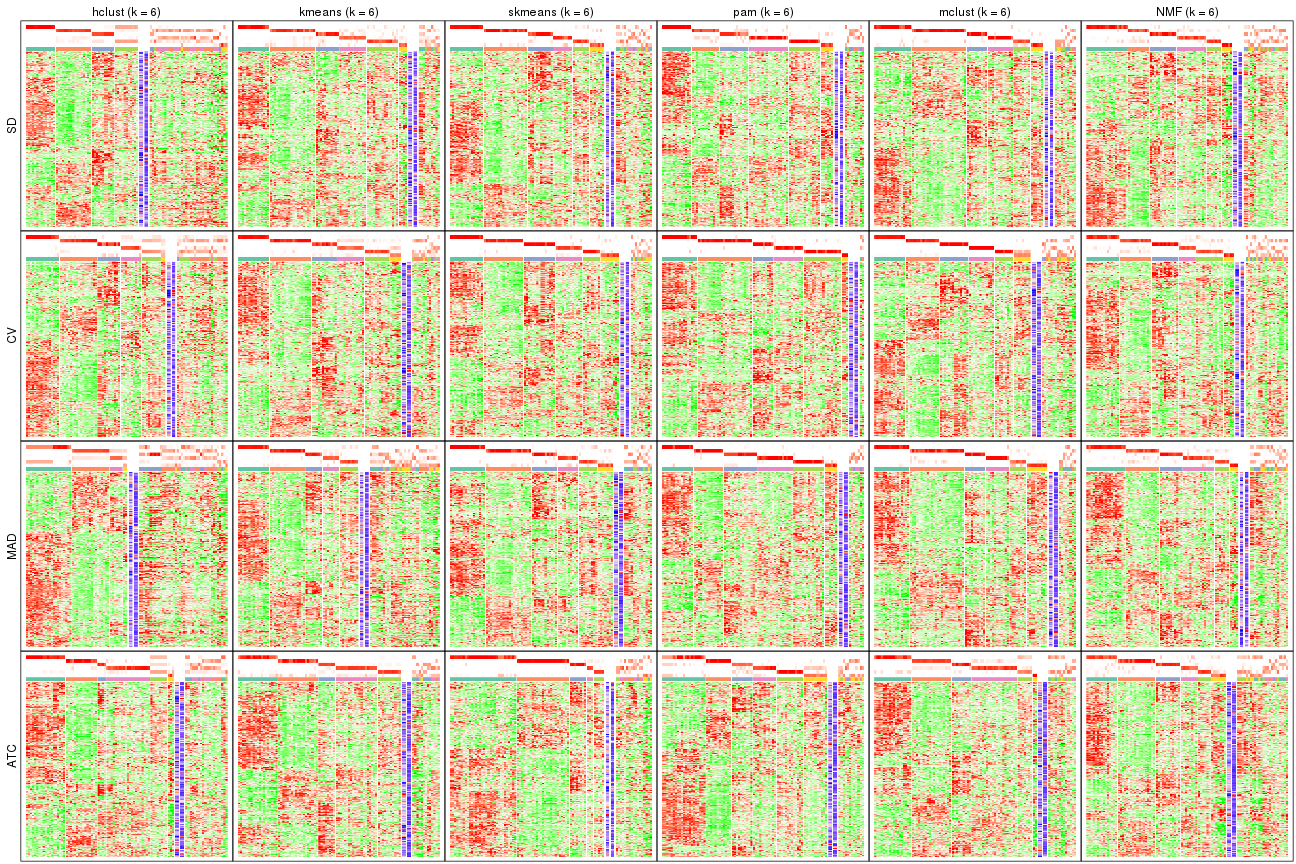 hclust (k = 6)
kmeans (k = 6)
skmeans (k = 6)
pam (k = 6)
mclust (k = 6)
NMF (k = 6)
SD
CV
MAD
ATC